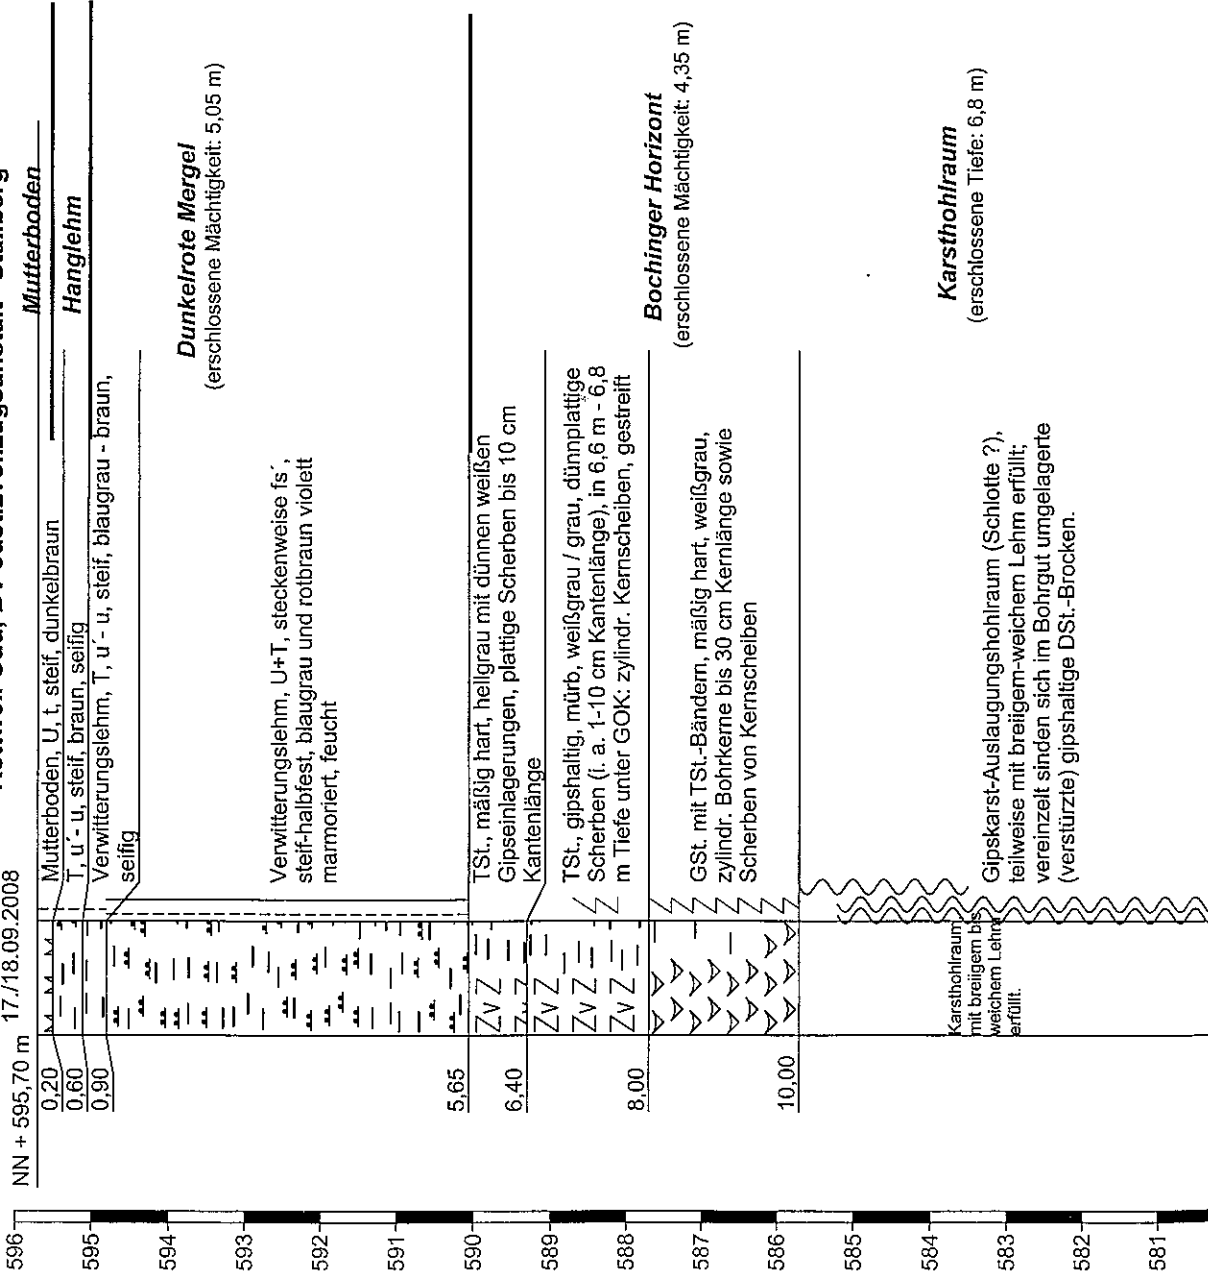 17./18.09.2008
NN + 595,70 m
Mutterboden
Hanglehm
Dunkelrote Mergel
(erschlossene Mächtigkeit: 5,05 m)
Bochinger Horizont
(erschlossene Mächtigkeit: 4,35 m)
Karsthohlraum
(erschlossene Tiefe: 6,8 m)
Mutterboden, U, t, steif, dunkelbraun
T, u´- u, steif, braun, seifig
Verwitterungslehm, T, u´- u, steif, blaugrau - braun,
seifig
Verwitterungslehm, U+T, steckenweise fs´,
steif-halbfest, blaugrau und rotbraun violett
marmoriert, feucht
TSt., mäßig hart, hellgrau mit dünnen weißen
Gipseinlagerungen, plattige Scherben bis 10 cm
Kantenlänge
TSt., gipshaltig, mürb, weißgrau / grau, dünnplattige
Scherben (i. a. 1-10 cm Kantenlänge), in 6,6 m - 6,8
m Tiefe unter GOK: zylindr. Kernscheiben, gestreift
GSt. mit TSt.-Bändern, mäßig hart, weißgrau,
zylindr. Bohrkerne bis 30 cm Kernlänge sowie
Scherben von Kernscheiben
Gipskarst-Auslaugungshohlraum (Schlotte ?),
teilweise mit breiigem-weichem Lehm erfüllt;
vereinzelt sinden sich im Bohrgut umgelagerte
(verstürzte) gipshaltige DSt.-Brocken.
Karsthohlraum,
mit breiigem bis
weichem Lehm
erfüllt.
0,20
0,60
0,90
5,65
6,40
8,00
10,00
596
595
594
593
592
591
590
589
588
587
586
585
584
583
582
581